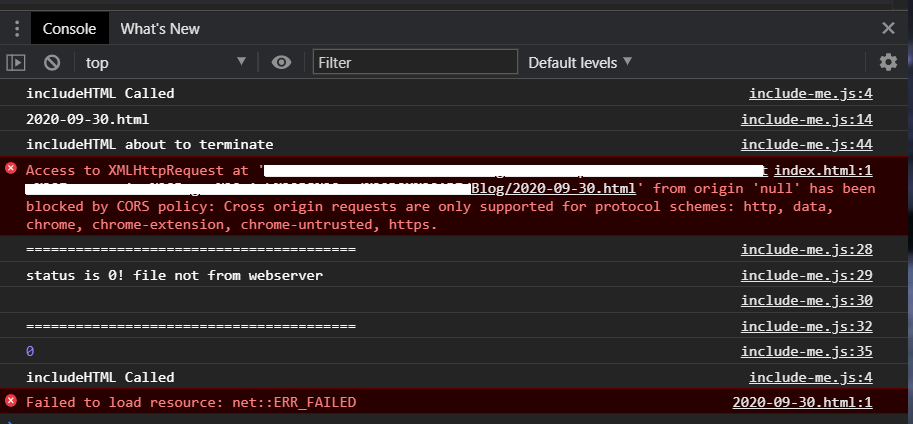 Console What's New
top Filter Default levels
includeHTML Called include-me.js:4
2020-09-30.html include-me.js:14
includeHTML about to terminate include-me.js:44
Access to XMLHttpRequest at ' index.html:1
Blog/2020-09-30.html' from origin 'null' has been
blocked by CORS policy: Cross origin requests are only supported for protocol schemes: http, data,
chrome, chrome-extension, chrome-untrusted, https.
======================================== include-me.js:28
status is 0! file not from webserver include-me.js:29
include-me.js:30
======================================== include-me.js:32
0 include-me.js:35
includeHTML Called include-me.js:4
Failed to load resource: net::ERR_FAILED 2020-09-30.html:1